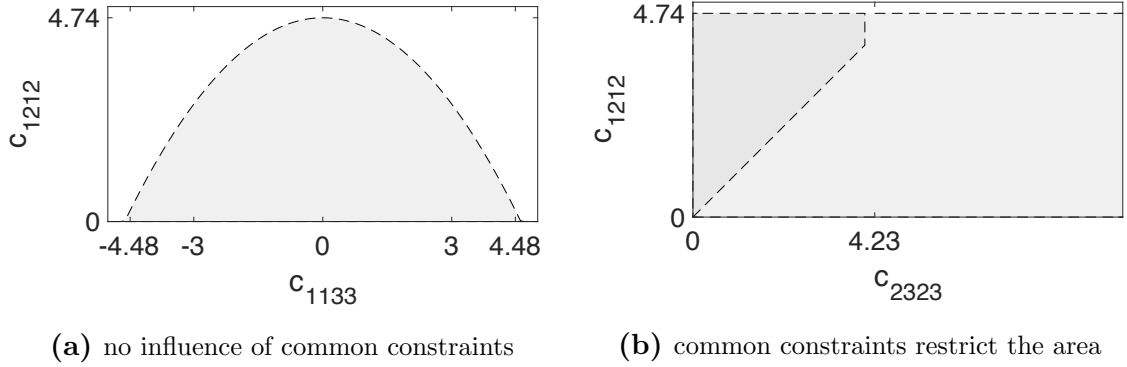 4.74
c1212
0
-4.48 -3 0 3 4.48
c1133
(a) no influence of common constraints
4.74
c1212
0
0 4.23
c2323
(b) common constraints restrict the area